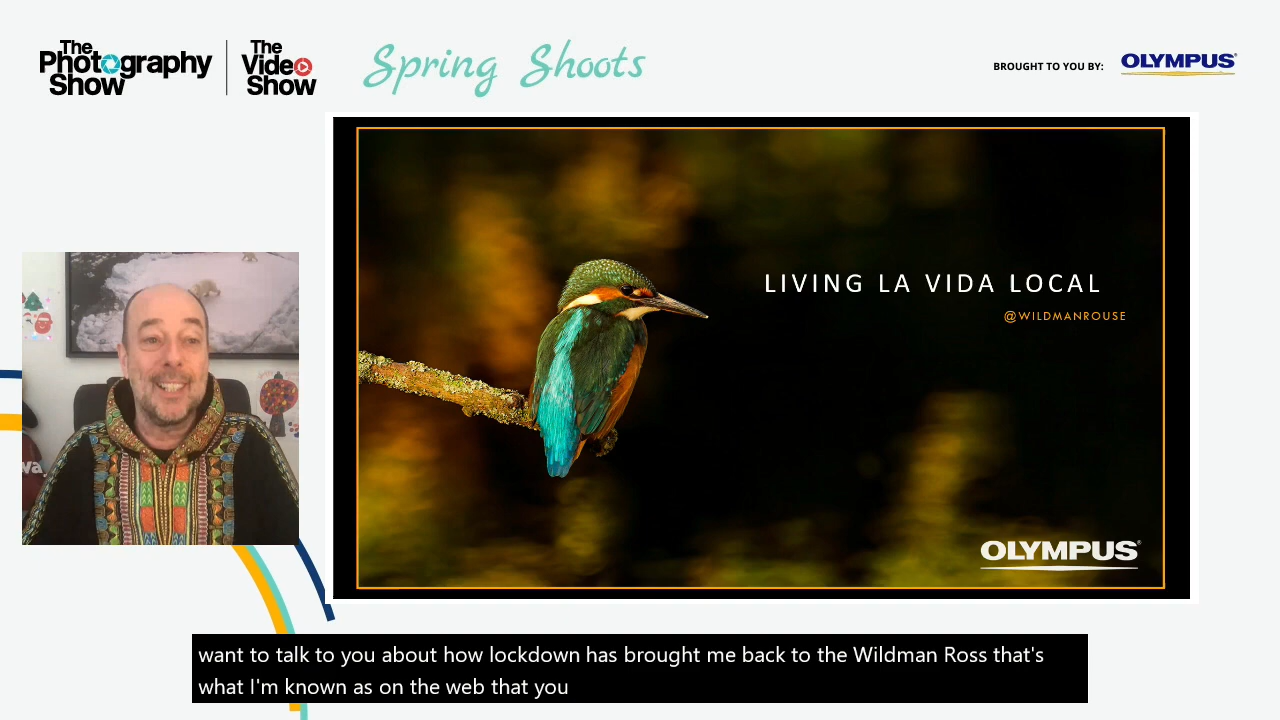 The
Photography
Show
The
Video
Show
Spring Shoots
BROUGHT TO YOU BY:
OLYMPUS®
LIVING LA VIDA LOCAL
@WILDMANROUSE
OLYMPUS®
want to talk to you about how lockdown has brought me back to the Wildman Ross that's
what I'm known as on the web that you